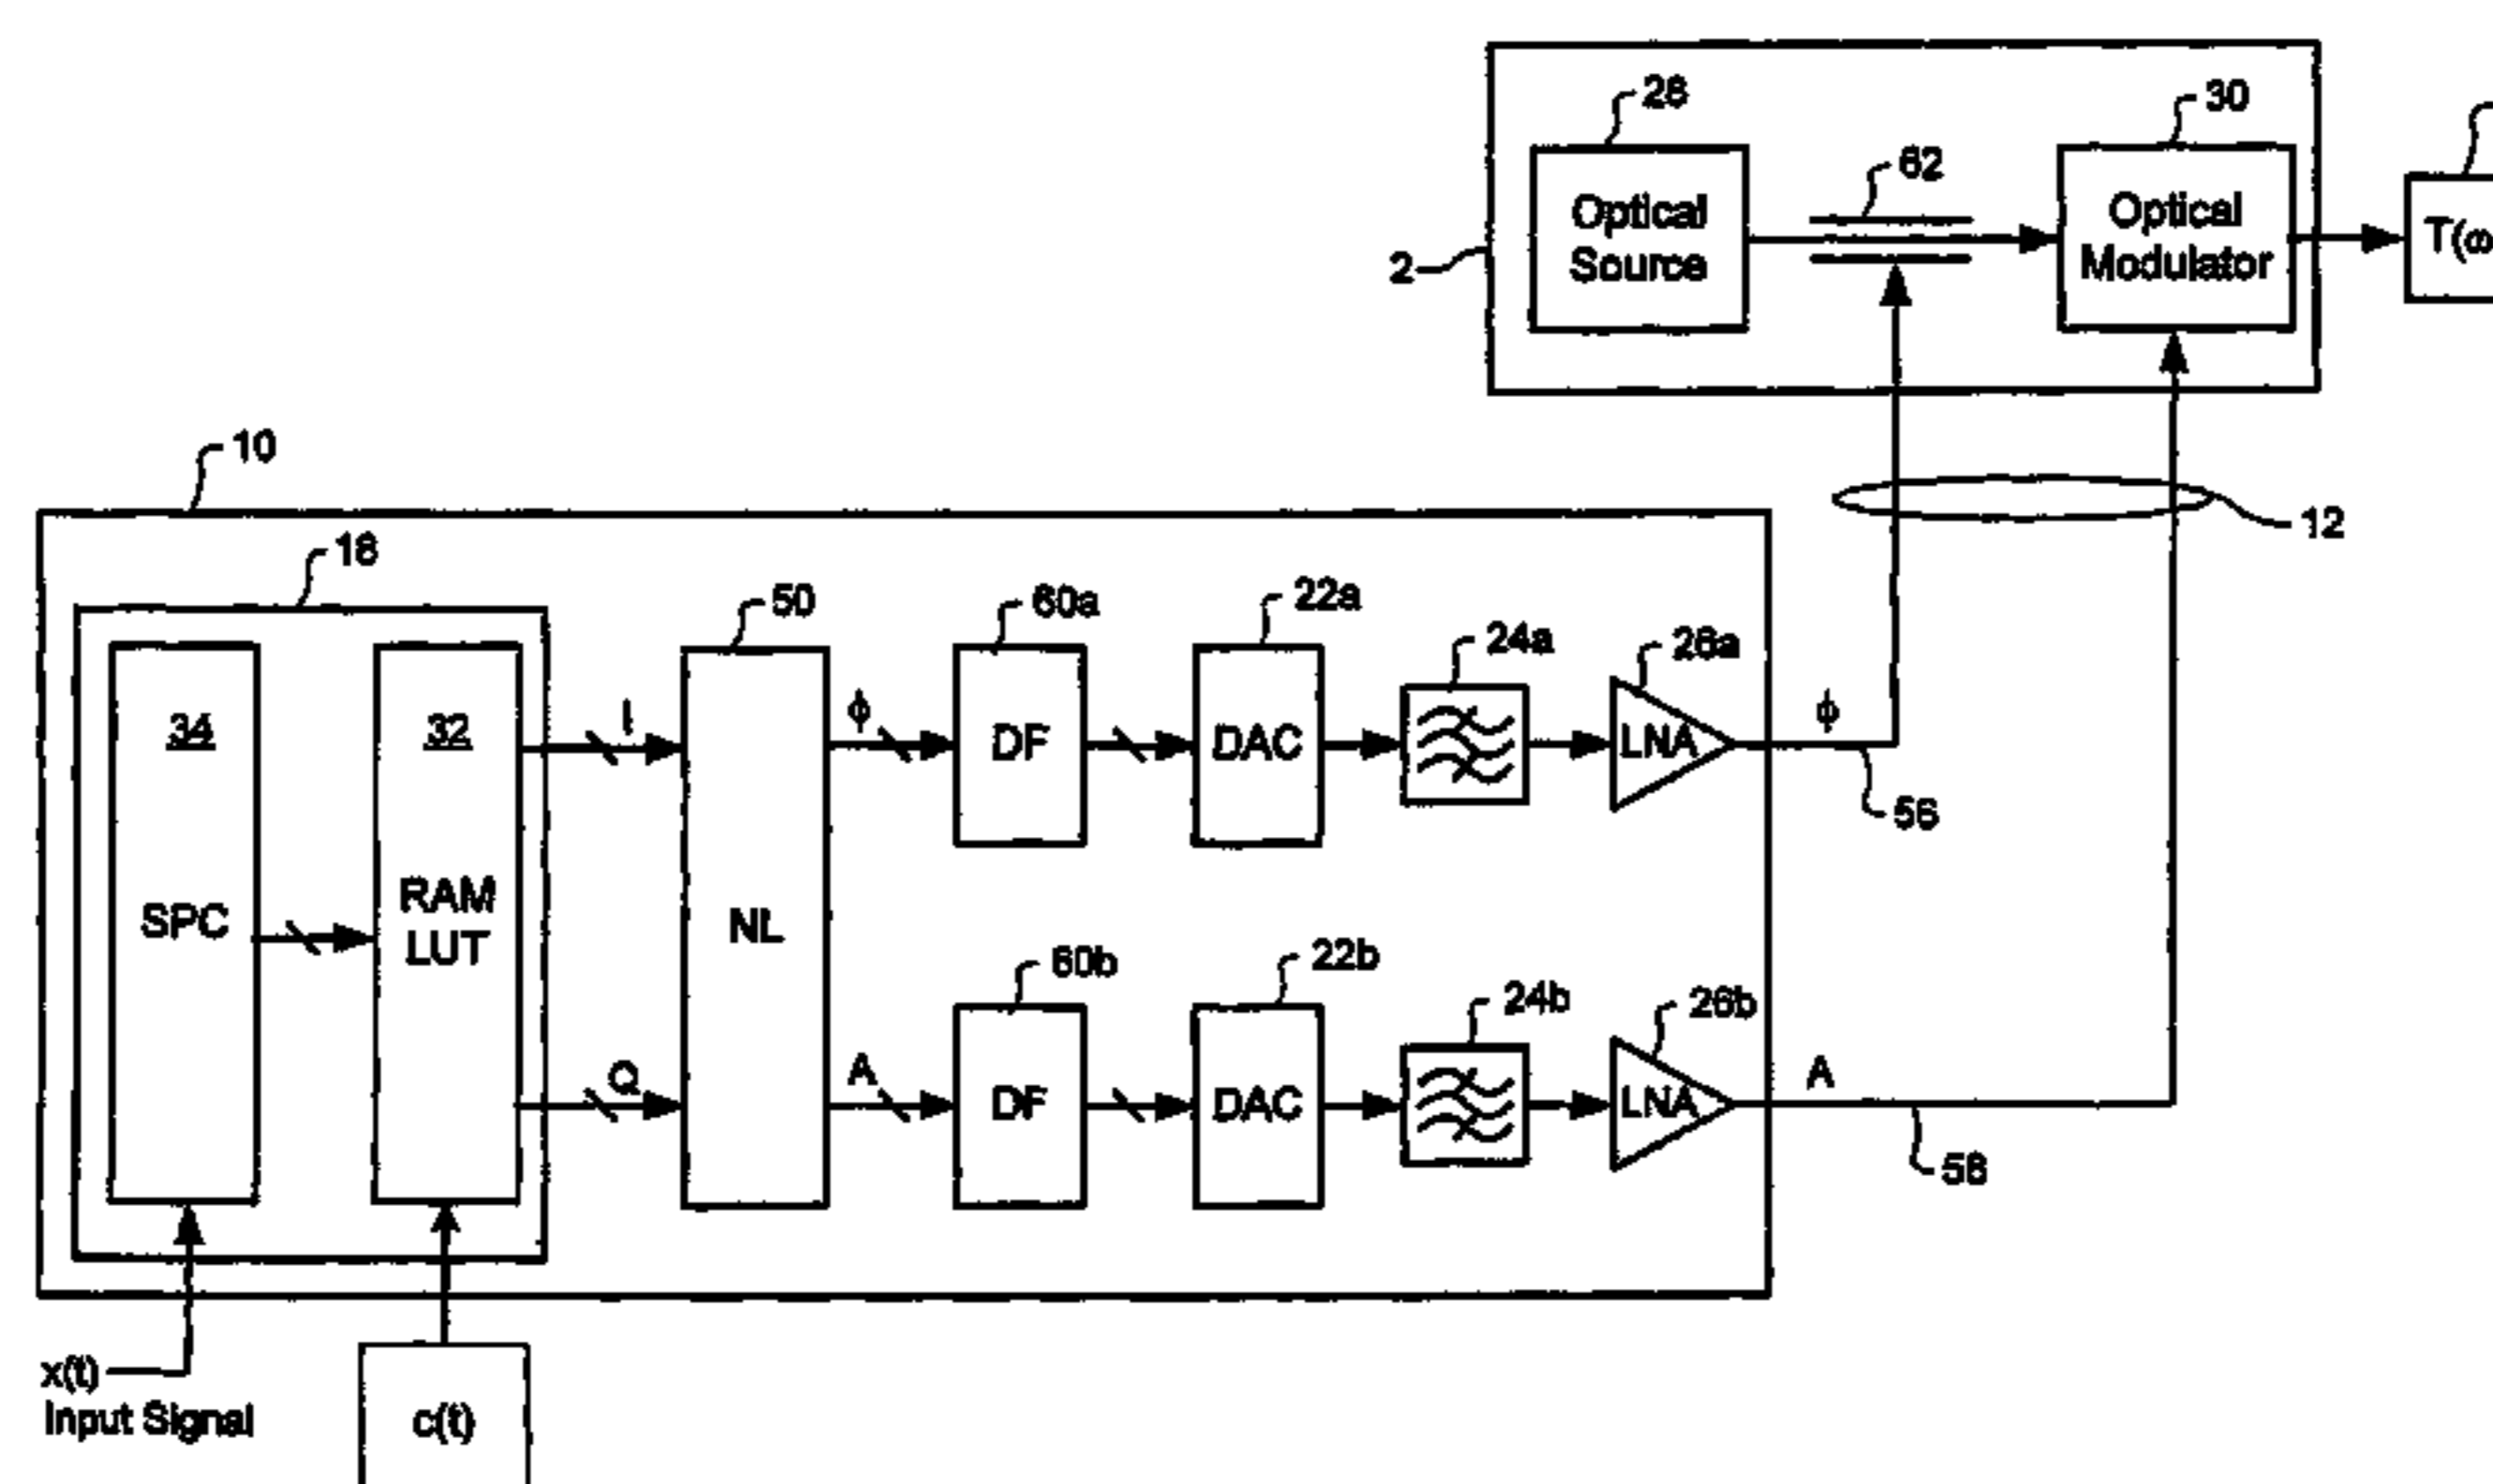 28
30
62
Optical
Source
Optical
Modulator
T(ω
2
10
12
18
50
60a
22a
24a
26a
34
32
I
ϕ
DF
DAC
LNA
ϕ
56
SPC
RAM
LUT
NL
60b
22b
24b
26b
Q
A
DF
DAC
LNA
A
58
x(t)
Input Signal
c(t)